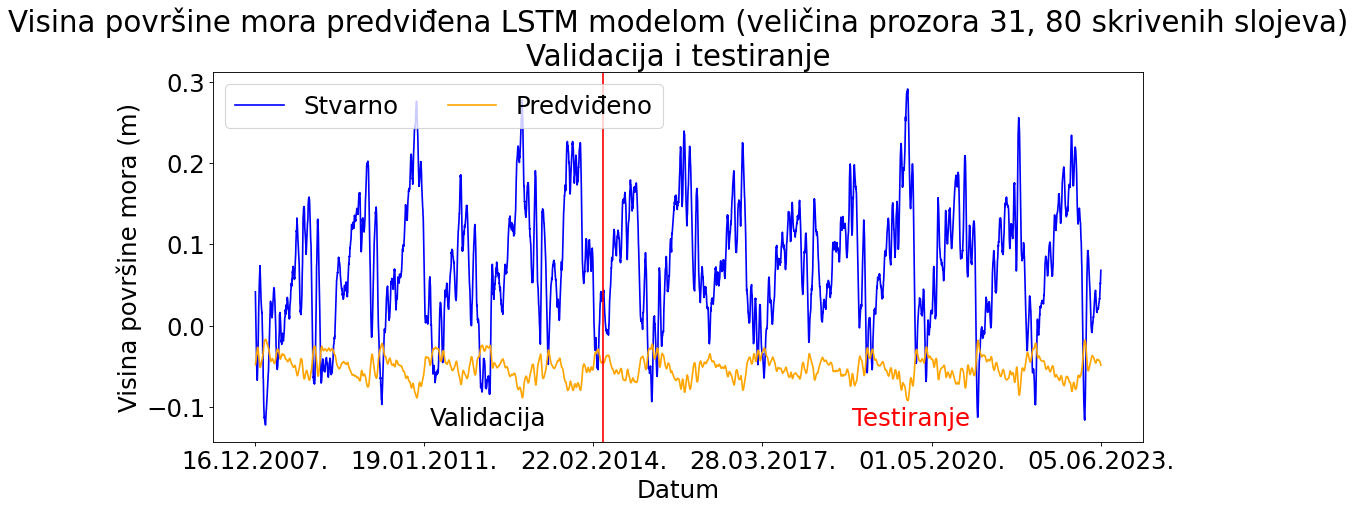 Visina površine mora predviđena LSTM modelom (veličina prozora 31, 80 skrivenih slojeva)
Validacija i testiranje
Stvarno
Predviđeno
Visina površine mora (m)
0.3
0.2
0.1
0.0
−0.1
Validacija
Testiranje
16.12.2007.
19.01.2011.
22.02.2014.
28.03.2017.
01.05.2020.
05.06.2023.
Datum